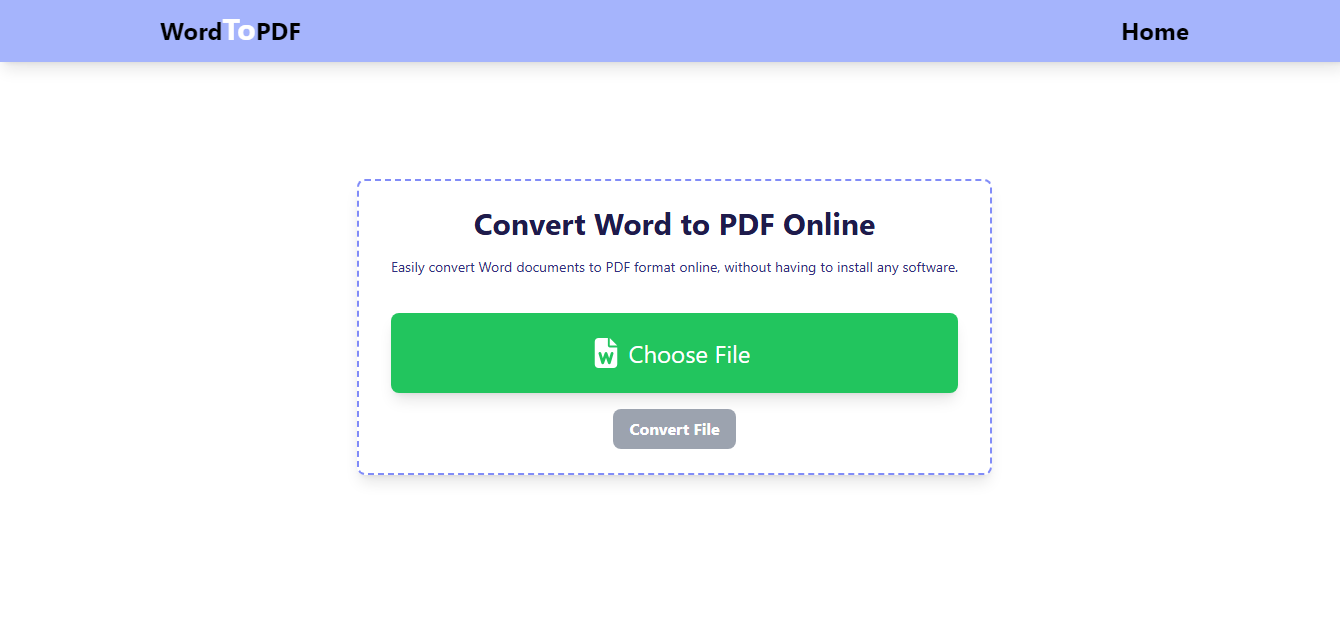 WordToPDF
Home
Convert Word to PDF Online
Easily convert Word documents to PDF format online, without having to install any software.
W Choose File
Convert File